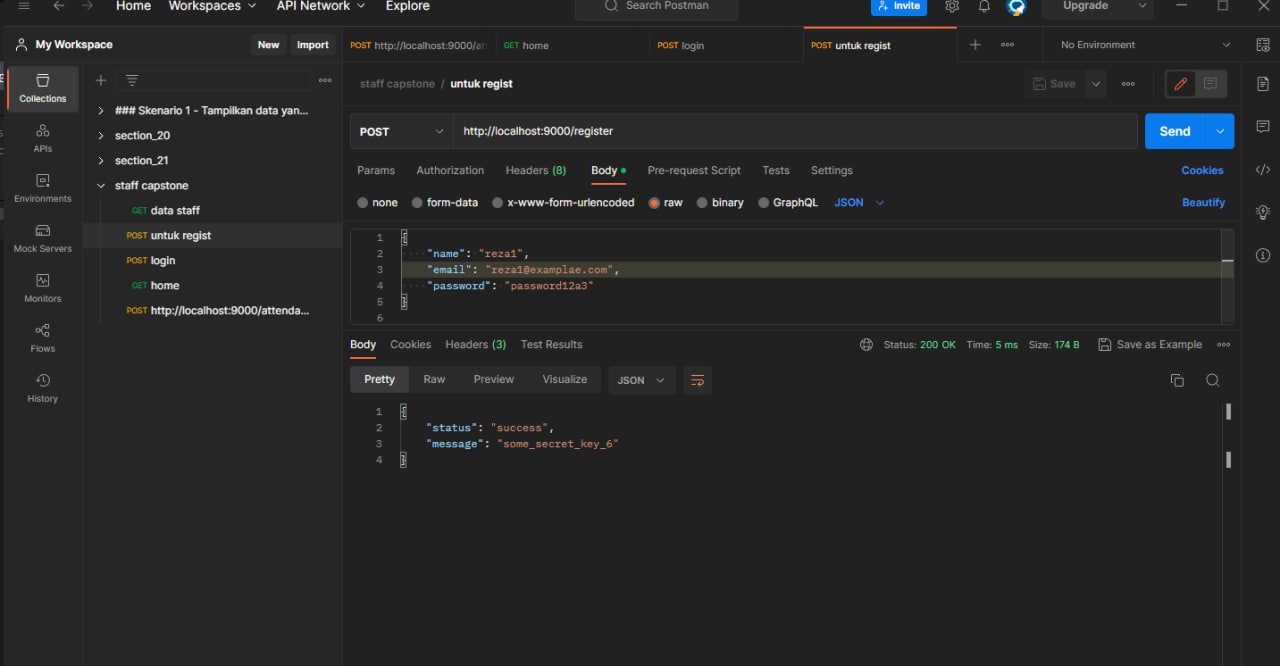 Home Workspaces API Network Explore Search Postman Invite Upgrade
My Workspace New Import
POST http://localhost:9000/at GET home POST login POST untuk regist No Environment
Collections
APIs
Environments
Mock Servers
Monitors
Flows
History
### Skenario 1 - Tampilkan data yan...
section_20
section_21
staff capstone
GET data staff
POST untuk regist
POST login
GET home
POST http://localhost:9000/attenda...
staff capstone / untuk regist Save
POST http://localhost:9000/register Send
Params Authorization Headers (8) Body Pre-request Script Tests Settings Cookies
none form-data x-www-form-urlencoded raw binary GraphQL JSON Beautify
1 {
2 "name": "reza1",
3 "email": "reza1@examplae.com",
4 "password": "password12a3"
5 }
6
Body Cookies Headers (3) Test Results Status: 200 OK Time: 5 ms Size: 174 B Save as Example
Pretty Raw Preview Visualize JSON
1 {
2 "status": "success",
3 "message": "some_secret_key_6"
4 }